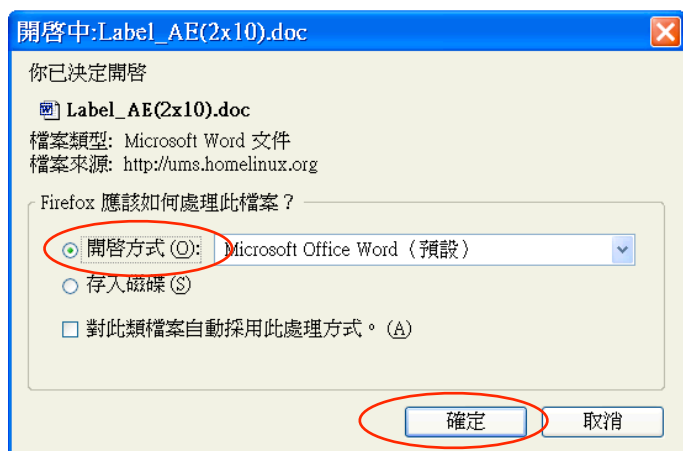 開啓中:Label_AE(2x10).doc
你已決定開啓
Label_AE(2x10).doc
檔案類型: Microsoft Word 文件
檔案來源: http://ums.homelinux.org
Firefox 應該如何處理此檔案？
開啓方式(O): Microsoft Office Word（預設）
存入磁碟(S)
對此類檔案自動採用此處理方式。(A)
確定 取消